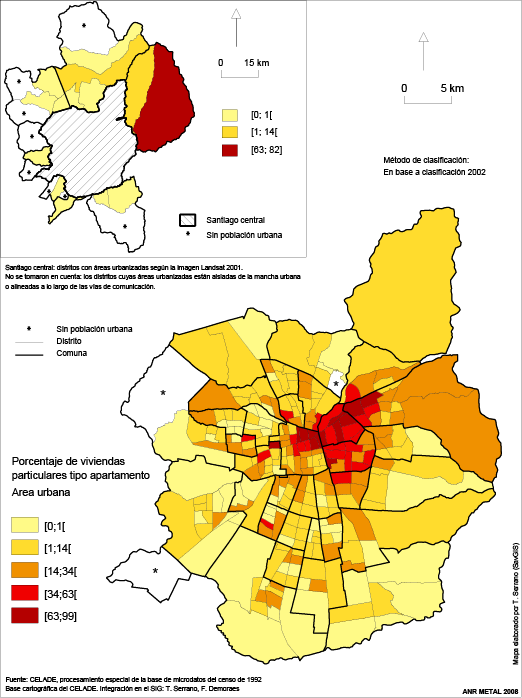 0 15 km
[0; 1[
[1; 14[
[63; 82]
Santiago central
Sin población urbana
0 5 km
Método de clasificación:
En base a clasificación 2002
Santiago central: distritos con áreas urbanizadas según la imagen Landsat 2001.
No se tomaron en cuenta: los distritos cuyas áreas urbanizadas están aisladas de la mancha urbana
o alineadas a lo largo de las vías de comunicación.
Sin población urbana
Distrito
Comuna
Porcentaje de viviendas
particulares tipo apartamento
Area urbana
[0;1[
[1;14[
[14;34[
[34;63[
[63;99]
Mapa elaborado por T. Serrano (SavGIS)
Fuente: CELADE, procesamiento especial de la base de microdatos del censo de 1992
Base cartográfica del CELADE. Integración en el SIG: T. Serrano, F. Demoraes
ANR METAL 2008